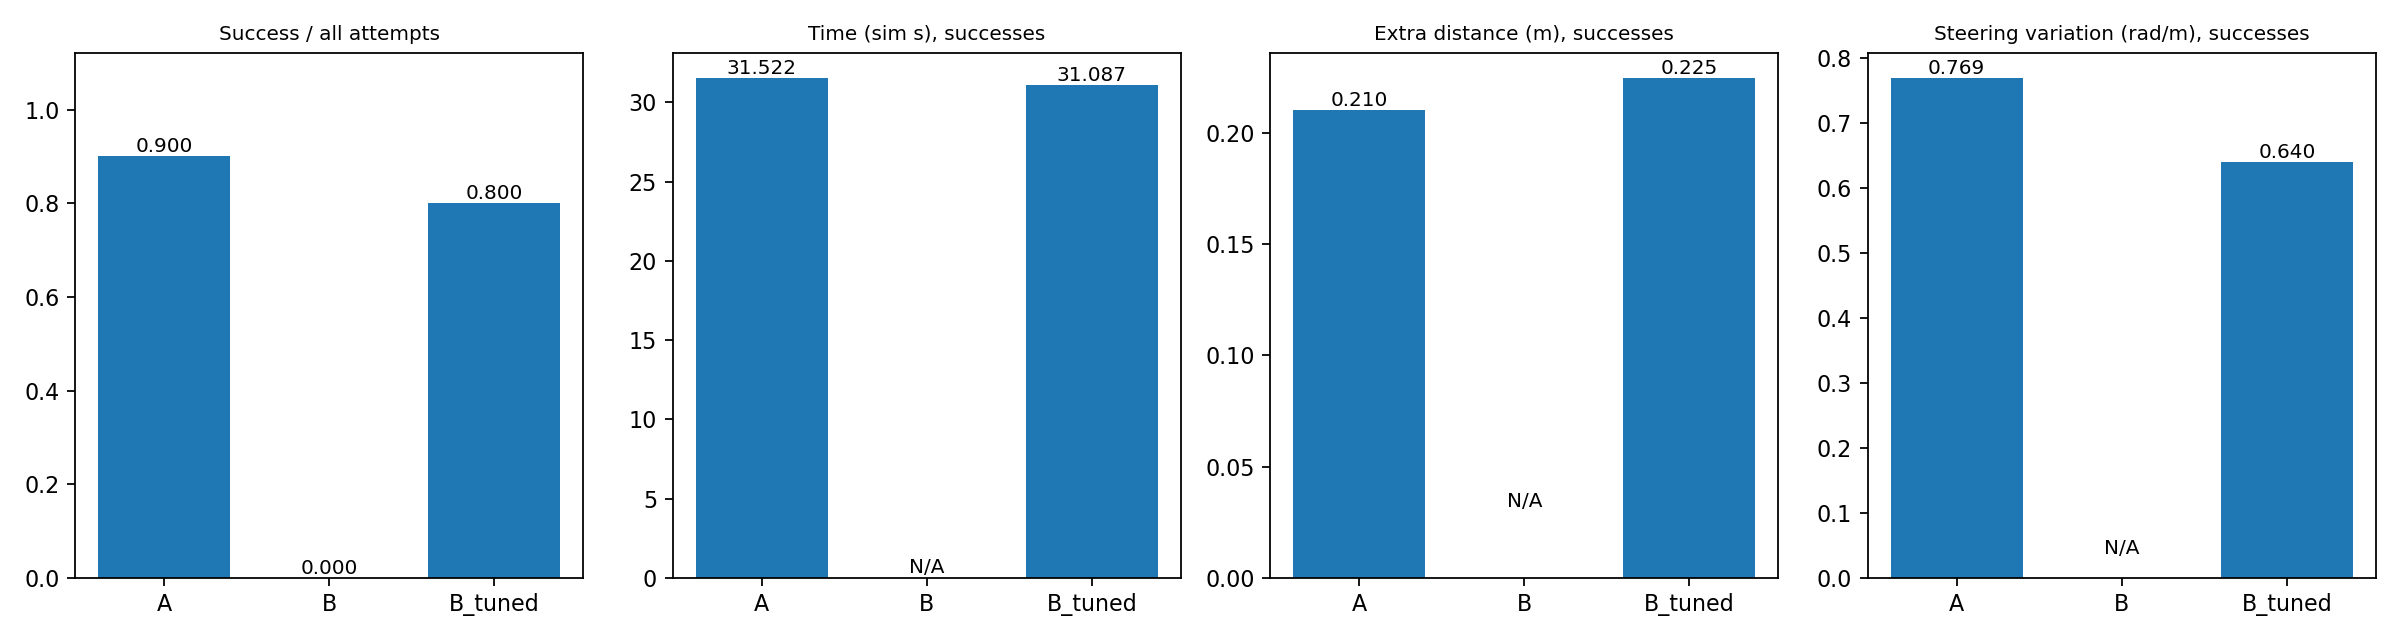 Success / all attempts
1.0
0.8
0.6
0.4
0.2
0.0
0.900
0.000
0.800
A
B
B_tuned
Time (sim s), successes
30
25
20
15
10
5
0
31.522
N/A
31.087
A
B
B_tuned
Extra distance (m), successes
0.20
0.15
0.10
0.05
0.00
0.210
N/A
0.225
A
B
B_tuned
Steering variation (rad/m), successes
0.8
0.7
0.6
0.5
0.4
0.3
0.2
0.1
0.0
0.769
N/A
0.640
A
B
B_tuned